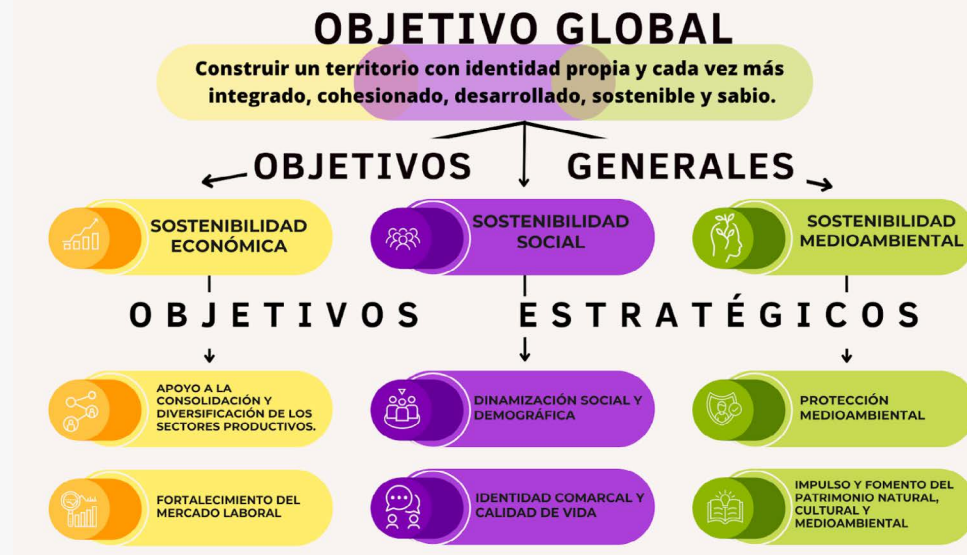 OBJETIVO GLOBAL
Construir un territorio con identidad propia y cada vez más
integrado, cohesionado, desarrollado, sostenible y sabio.
OBJETIVOS GENERALES
SOSTENIBILIDAD
ECONÓMICA
SOSTENIBILIDAD
SOCIAL
SOSTENIBILIDAD
MEDIOAMBIENTAL
OBJETIVOS ESTRATÉGICOS
APOYO A LA
CONSOLIDACIÓN Y
DIVERSIFICACIÓN DE LOS
SECTORES PRODUCTIVOS.
DINAMIZACIÓN SOCIAL Y
DEMOGRÁFICA
PROTECCIÓN
MEDIOAMBIENTAL
FORTALECIMIENTO DEL
MERCADO LABORAL
IDENTIDAD COMARCAL Y
CALIDAD DE VIDA
IMPULSO Y FOMENTO DEL
PATRIMONIO NATURAL,
CULTURAL Y
MEDIOAMBIENTAL